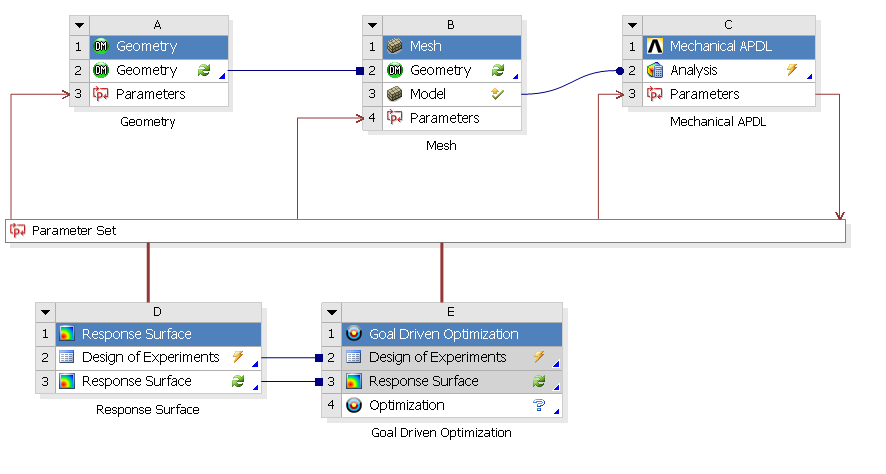 A
1 Geometry
2 Geometry
3 Parameters
Geometry
B
1 Mesh
2 Geometry
3 Model
4 Parameters
Mesh
C
1 Mechanical APDL
2 Analysis
3 Parameters
Mechanical APDL
Parameter Set
D
1 Response Surface
2 Design of Experiments
3 Response Surface
Response Surface
E
1 Goal Driven Optimization
2 Design of Experiments
3 Response Surface
4 Optimization
Goal Driven Optimization